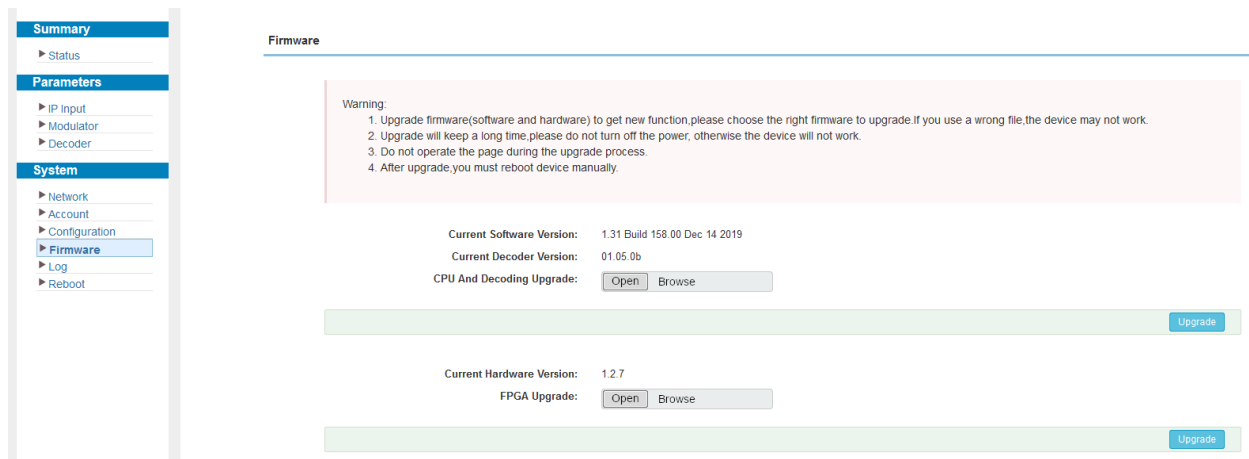 Summary
Status
Parameters
IP Input
Modulator
Decoder
System
Network
Account
Configuration
Firmware
Log
Reboot
Firmware
Warning:
1. Upgrade firmware(software and hardware) to get new function,please choose the right firmware to upgrade.If you use a wrong file,the device may not work.
2. Upgrade will keep a long time,please do not turn off the power, otherwise the device will not work.
3. Do not operate the page during the upgrade process.
4. After upgrade,you must reboot device manually.
Current Software Version: 1.31 Build 158.00 Dec 14 2019
Current Decoder Version: 01.05.0b
CPU And Decoding Upgrade: Open Browse
Upgrade
Current Hardware Version: 1.2.7
FPGA Upgrade: Open Browse
Upgrade